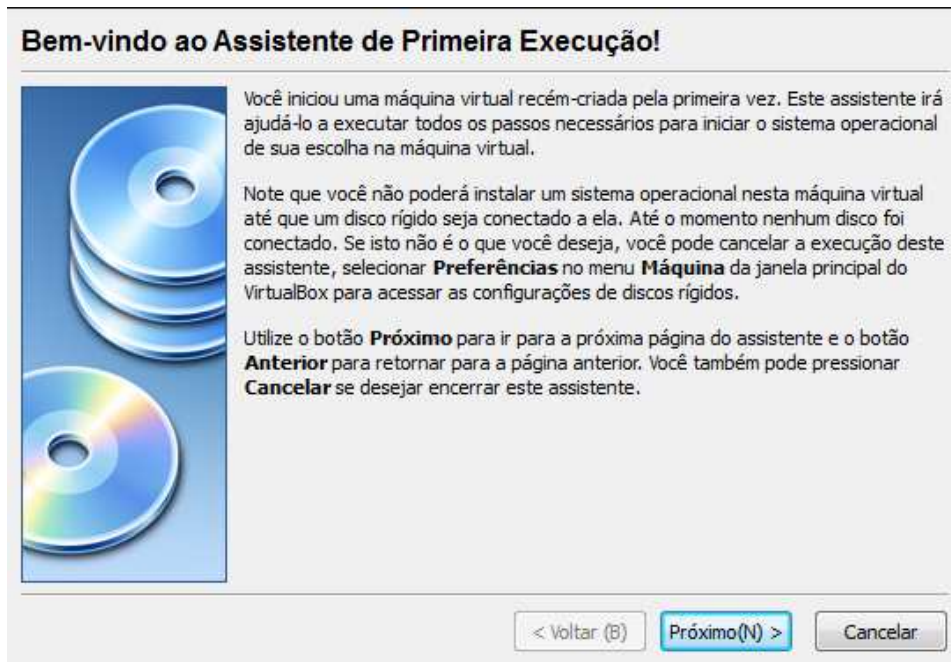 Bem-vindo ao Assistente de Primeira Execução!
Você iniciou uma máquina virtual recém-criada pela primeira vez. Este assistente irá
ajudá-lo a executar todos os passos necessários para iniciar o sistema operacional
de sua escolha na máquina virtual.
Note que você não poderá instalar um sistema operacional nesta máquina virtual
até que um disco rígido seja conectado a ela. Até o momento nenhum disco foi
conectado. Se isto não é o que você deseja, você pode cancelar a execução deste
assistente, selecionar Preferências no menu Máquina da janela principal do
VirtualBox para acessar as configurações de discos rígidos.
Utilize o botão Próximo para ir para a próxima página do assistente e o botão
Anterior para retornar para a página anterior. Você também pode pressionar
Cancelar se desejar encerrar este assistente.
< Voltar (B) Próximo(N) > Cancelar